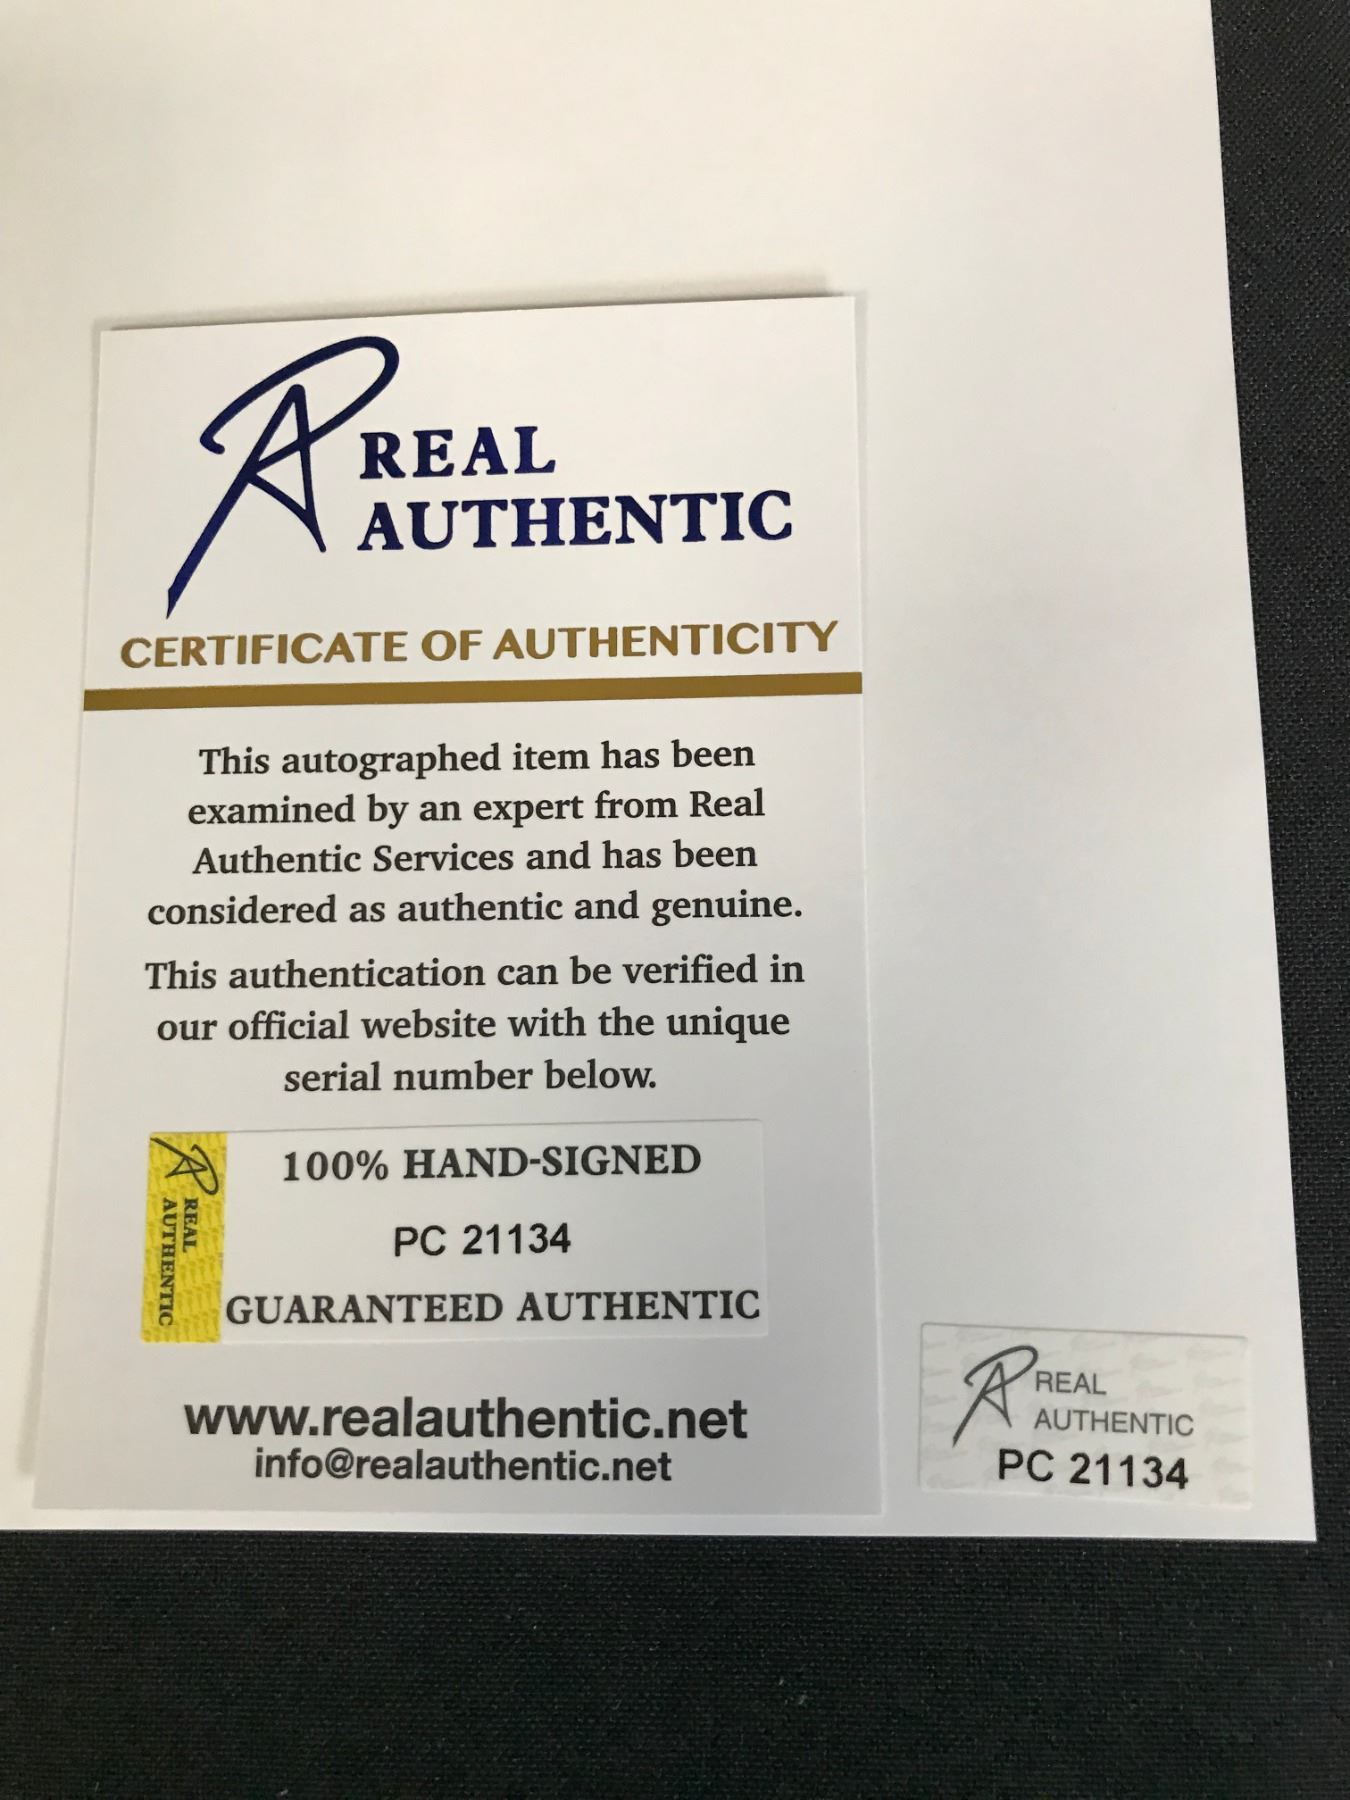 REAL
AUTHENTIC
CERTIFICATE OF AUTHENTICITY
This autographed item has been
examined by an expert from Real
Authentic Services and has been
considered as authentic and genuine.
This authentication can be verified in
our official website with the unique
serial number below.
REAL
AUTHENTIC
100% HAND-SIGNED
PC 21134
GUARANTEED AUTHENTIC
www.realauthentic.net
info@realauthentic.net
REAL
AUTHENTIC
PC 21134